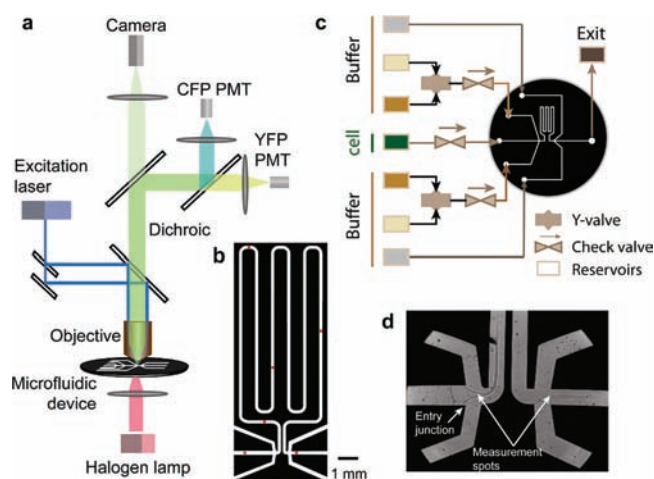 a
Camera
CFP PMT
YFP
PMT
Excitation
laser
Dichroic
Objective
Microfluidic
device
Halogen lamp
b
1 mm
c
Exit
Buffer
cell
Buffer
Y-valve
Check valve
Reservoirs
d
Entry
junction
Measurement
spots